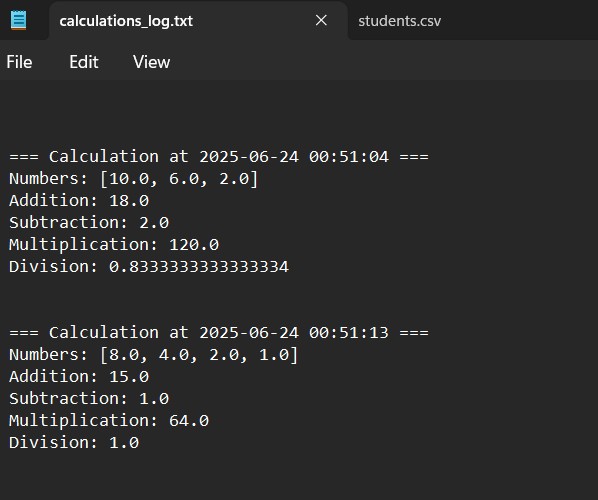 calculations_log.txt students.csv
File Edit View
=== Calculation at 2025-06-24 00:51:04 ===
Numbers: [10.0, 6.0, 2.0]
Addition: 18.0
Subtraction: 2.0
Multiplication: 120.0
Division: 0.8333333333333334
=== Calculation at 2025-06-24 00:51:13 ===
Numbers: [8.0, 4.0, 2.0, 1.0]
Addition: 15.0
Subtraction: 1.0
Multiplication: 64.0
Division: 1.0